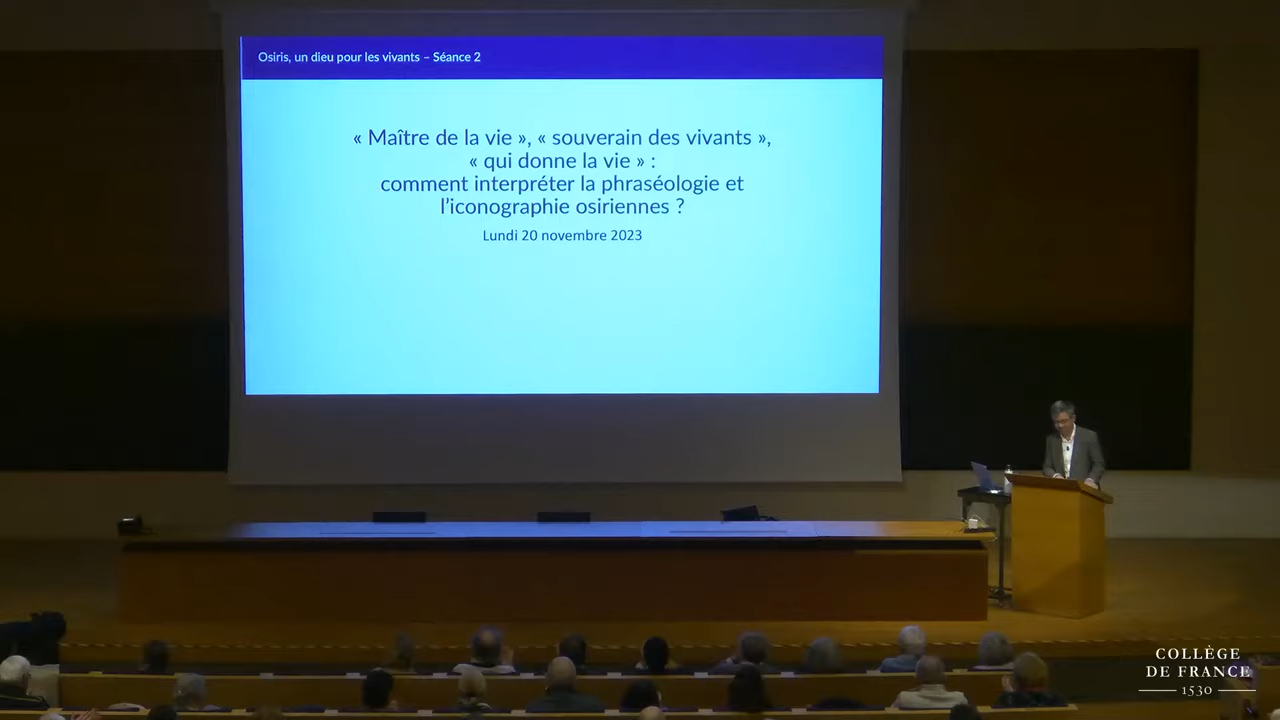 Osiris, un dieu pour les vivants – Séance 2
« Maître de la vie », « souverain des vivants »,
« qui donne la vie » :
comment interpréter la phraséologie et
l’iconographie osiriennes ?
Lundi 20 novembre 2023
COLLÈGE
DE FRANCE
1530